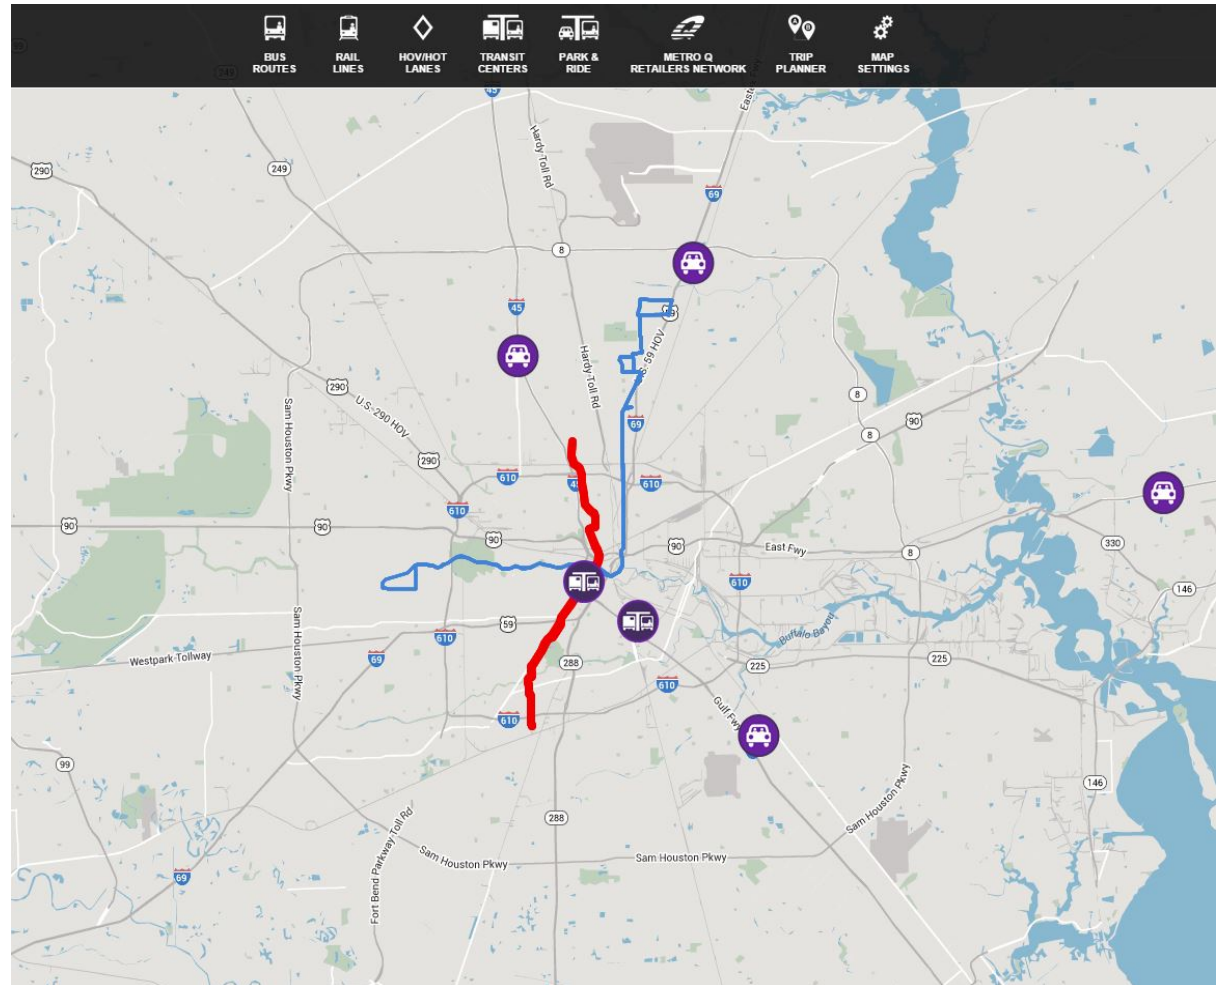 BUS
ROUTES
RAIL
LINES
HOV/HOT
LANES
TRANSIT
CENTERS
PARK &
RIDE
METRO Q
RETAILERS NETWORK
TRIP
PLANNER
MAP
SETTINGS
249
45
Hardy Toll Rd
290
249
69
8
45
59
Hardy Toll Rd
U.S.-59 HOV
290
U.S.-290 HOV
Sam Houston Pkwy
8
90
69
8
290
610
45
610
610
90
90
90
90
East Fwy
8
330
610
146
Sam Houston Pkwy
59
Buffalo Bayou
610
69
Westpark Tollway
288
225
225
610
610
Gulf Fwy
99
146
288
Sam Houston Pkwy
Fort Bend Parkway Toll Rd
Sam Houston Pkwy
Sam Houston Pkwy
69